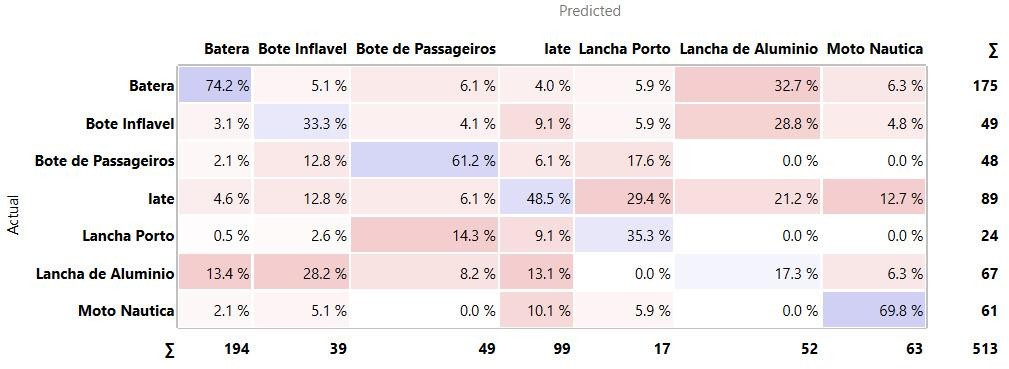 Predicted
Batera Bote Inflavel Bote de Passageiros Iate Lancha Porto Lancha de Aluminio Moto Nautica ∑
Batera 74.2 % 5.1 % 6.1 % 4.0 % 5.9 % 32.7 % 6.3 % 175
Bote Inflavel 3.1 % 33.3 % 4.1 % 9.1 % 5.9 % 28.8 % 4.8 % 49
Bote de Passageiros 2.1 % 12.8 % 61.2 % 6.1 % 17.6 % 0.0 % 0.0 % 48
Iate 4.6 % 12.8 % 6.1 % 48.5 % 29.4 % 21.2 % 12.7 % 89
Actual
Lancha Porto 0.5 % 2.6 % 14.3 % 9.1 % 35.3 % 0.0 % 0.0 % 24
Lancha de Aluminio 13.4 % 28.2 % 8.2 % 13.1 % 0.0 % 17.3 % 6.3 % 67
Moto Nautica 2.1 % 5.1 % 0.0 % 10.1 % 5.9 % 0.0 % 69.8 % 61
∑ 194 39 49 99 17 52 63 513